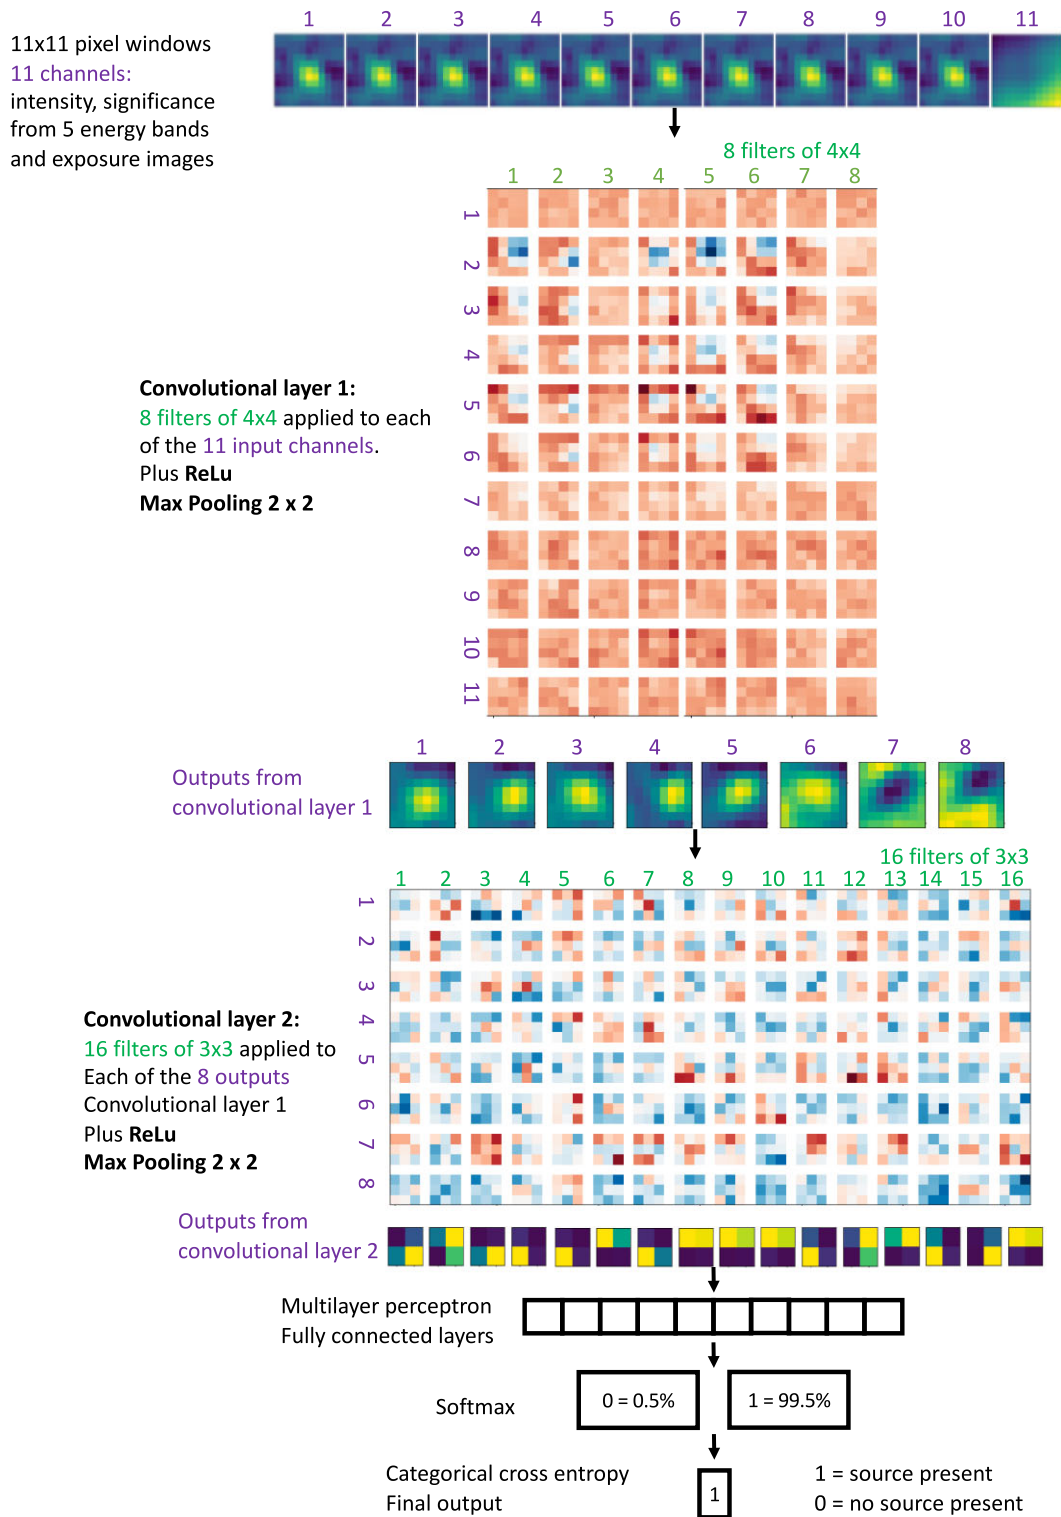 1 2 3 4 5 6 7 8 9 10 11
11x11 pixel windows
11 channels:
intensity, significance
from 5 energy bands
and exposure images
8 filters of 4x4
1 2 3 4 5 6 7 8
1
2
3
4
5
6
7
8
9
10
11
Convolutional layer 1:
8 filters of 4x4 applied to each
of the 11 input channels.
Plus ReLu
Max Pooling 2 x 2
1 2 3 4 5 6 7 8
Outputs from
convolutional layer 1
16 filters of 3x3
1 2 3 4 5 6 7 8 9 10 11 12 13 14 15 16
1
2
3
4
5
6
7
8
Convolutional layer 2:
16 filters of 3x3 applied to
Each of the 8 outputs
Convolutional layer 1
Plus ReLu
Max Pooling 2 x 2
Outputs from
convolutional layer 2
Multilayer perceptron
Fully connected layers
Softmax
0 = 0.5%
1 = 99.5%
Categorical cross entropy
Final output
1
1 = source present
0 = no source present